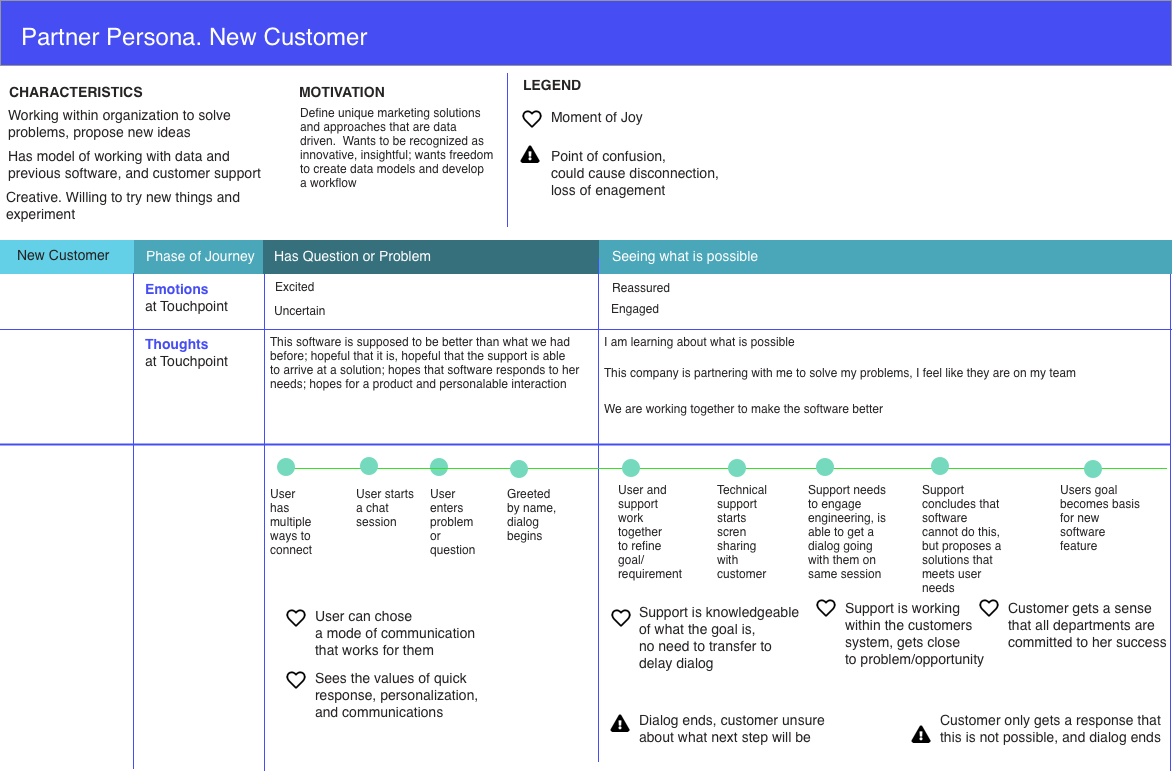 Partner Persona. New Customer
CHARACTERISTICS
Working within organization to solve
problems, propose new ideas
Has model of working with data and
previous software, and customer support
Creative. Willing to try new things and
experiment
MOTIVATION
Define unique marketing solutions
and approaches that are data
driven.  Wants to be recognized as
innovative, insightful; wants freedom
to create data models and develop
a workflow
LEGEND
Moment of Joy
Point of confusion,
could cause disconnection,
loss of enagement
New Customer
Phase of Journey
Has Question or Problem
Seeing what is possible
Emotions
at Touchpoint
Excited
Uncertain
Reassured
Engaged
Thoughts
at Touchpoint
This software is supposed to be better than what we had
before; hopeful that it is, hopeful that the support is able
to arrive at a solution; hopes that software responds to her
needs; hopes for a product and personalable interaction
I am learning about what is possible
This company is partnering with me to solve my problems, I feel like they are on my team
We are working together to make the software better
User
has
multiple
ways to
connect
User starts
a chat
session
User
enters
problem
or
question
Greeted
by name,
dialog
begins
User and
support
work
together
to refine
goal/
requirement
Technical
support
starts
scren
sharing
with
customer
Support needs
to engage
engineering, is
able to get a
dialog going
with them on
same session
Support
concludes that
software
cannot do this,
but proposes a
solutions that
meets user
needs
Users goal
becomes basis
for new
software
feature
User can chose
a mode of communication
that works for them
Sees the values of quick
response, personalization,
and communications
Support is knowledgeable
of what the goal is,
no need to transfer to
delay dialog
Support is working
within the customers
system, gets close
to problem/opportunity
Customer gets a sense
that all departments are
committed to her success
Dialog ends, customer unsure
about what next step will be
Customer only gets a response that
this is not possible, and dialog ends